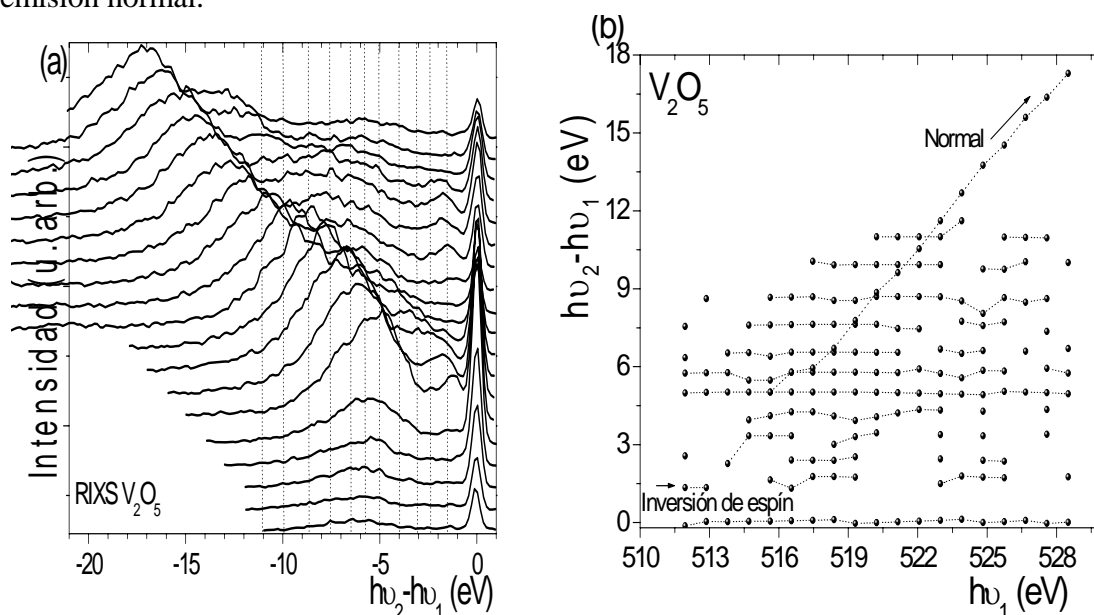 emisión normal.
(a)
Intensidad (u. arb.)
RIXS V2O5
-20 -15 -10 -5 0
hυ2-hυ1 (eV)
(b)
V2O5
Normal
Inversión de espín
hυ2-hυ1 (eV)
18
15
12
9
6
3
0
510 513 516 519 522 525 528
hυ1 (eV)